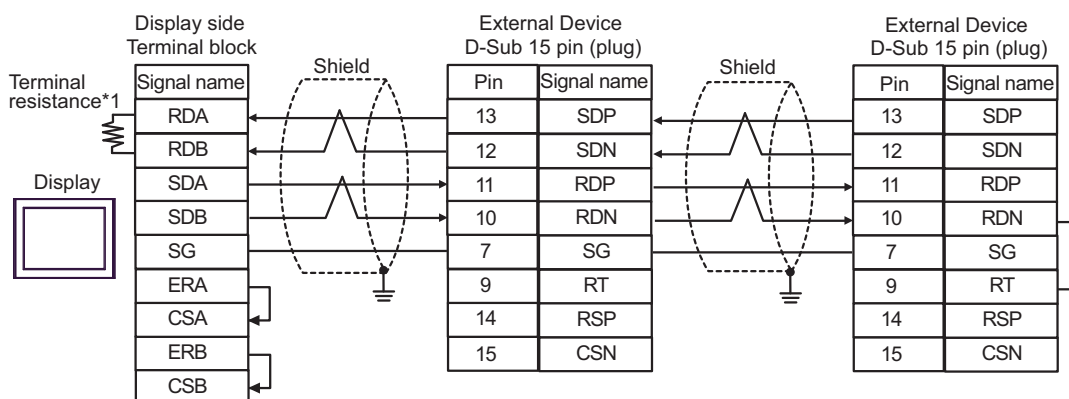 Display side
Terminal block
External Device
D-Sub 15 pin (plug)
External Device
D-Sub 15 pin (plug)
Terminal
resistance*1
Display
Shield
Shield
Signal name
RDA
RDB
SDA
SDB
SG
ERA
CSA
ERB
CSB
Pin Signal name
13 SDP
12 SDN
11 RDP
10 RDN
7 SG
9 RT
14 RSP
15 CSN
Pin Signal name
13 SDP
12 SDN
11 RDP
10 RDN
7 SG
9 RT
14 RSP
15 CSN